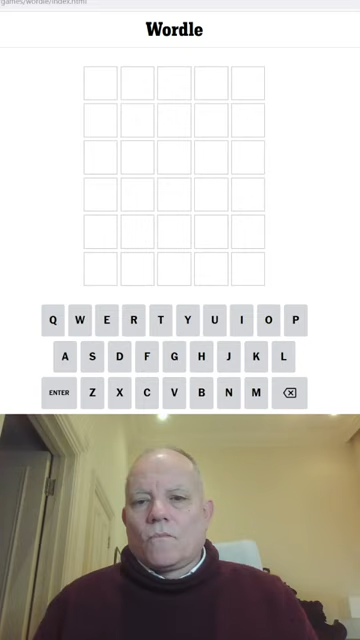 games/wordle/index.html
Wordle
Q W E R T Y U I O P
A S D F G H J K L
ENTER Z X C V B N M